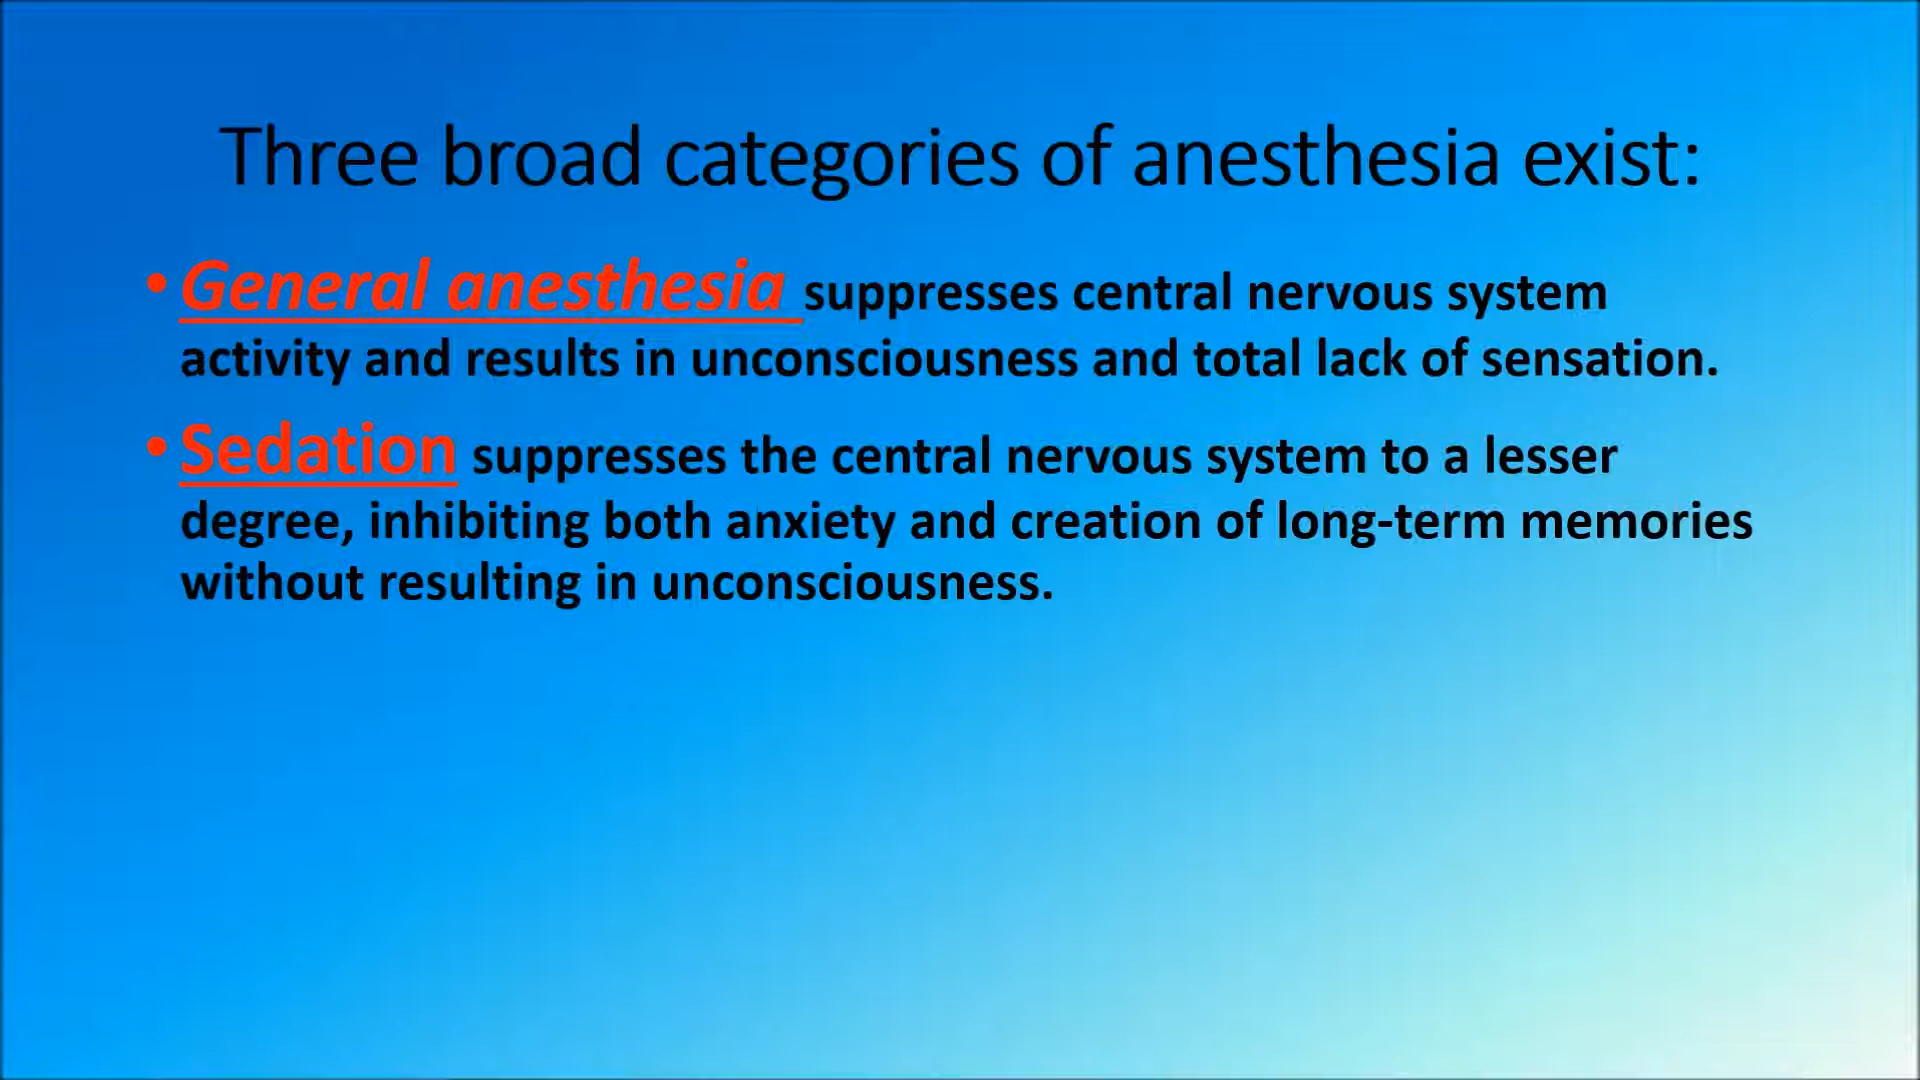 Three broad categories of anesthesia exist:
• General anesthesia suppresses central nervous system
activity and results in unconsciousness and total lack of sensation.
• Sedation suppresses the central nervous system to a lesser
degree, inhibiting both anxiety and creation of long-term memories
without resulting in unconsciousness.